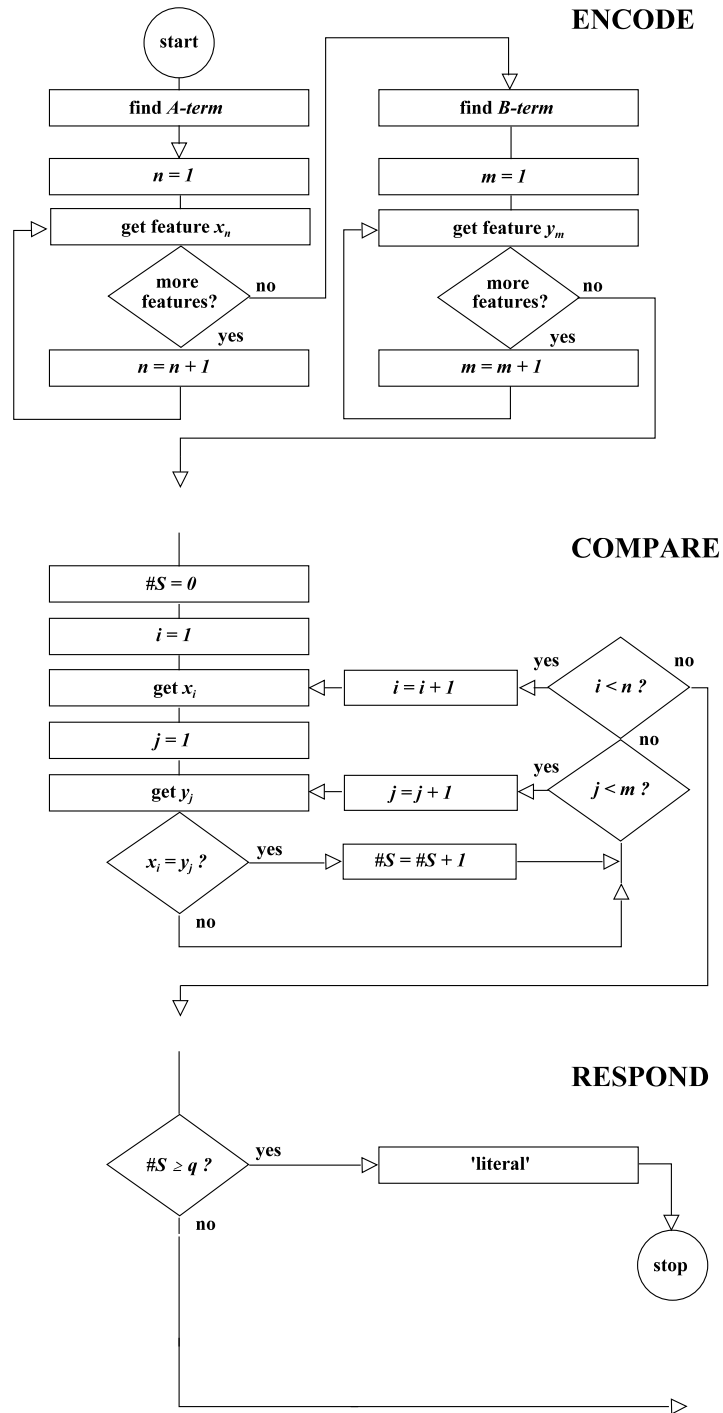 ENCODE
start
find A-term
n = 1
get feature xₙ
more
features?
no
yes
n = n + 1
find B-term
m = 1
get feature yₘ
more
features?
no
yes
m = m + 1
COMPARE
#S = 0
i = 1
get xᵢ
i = i + 1
yes
i < n ?
no
j = 1
no
get yⱼ
j = j + 1
yes
j < m ?
xᵢ = yⱼ ?
yes
#S = #S + 1
no
RESPOND
#S ≥ q ?
yes
'literal'
no
stop